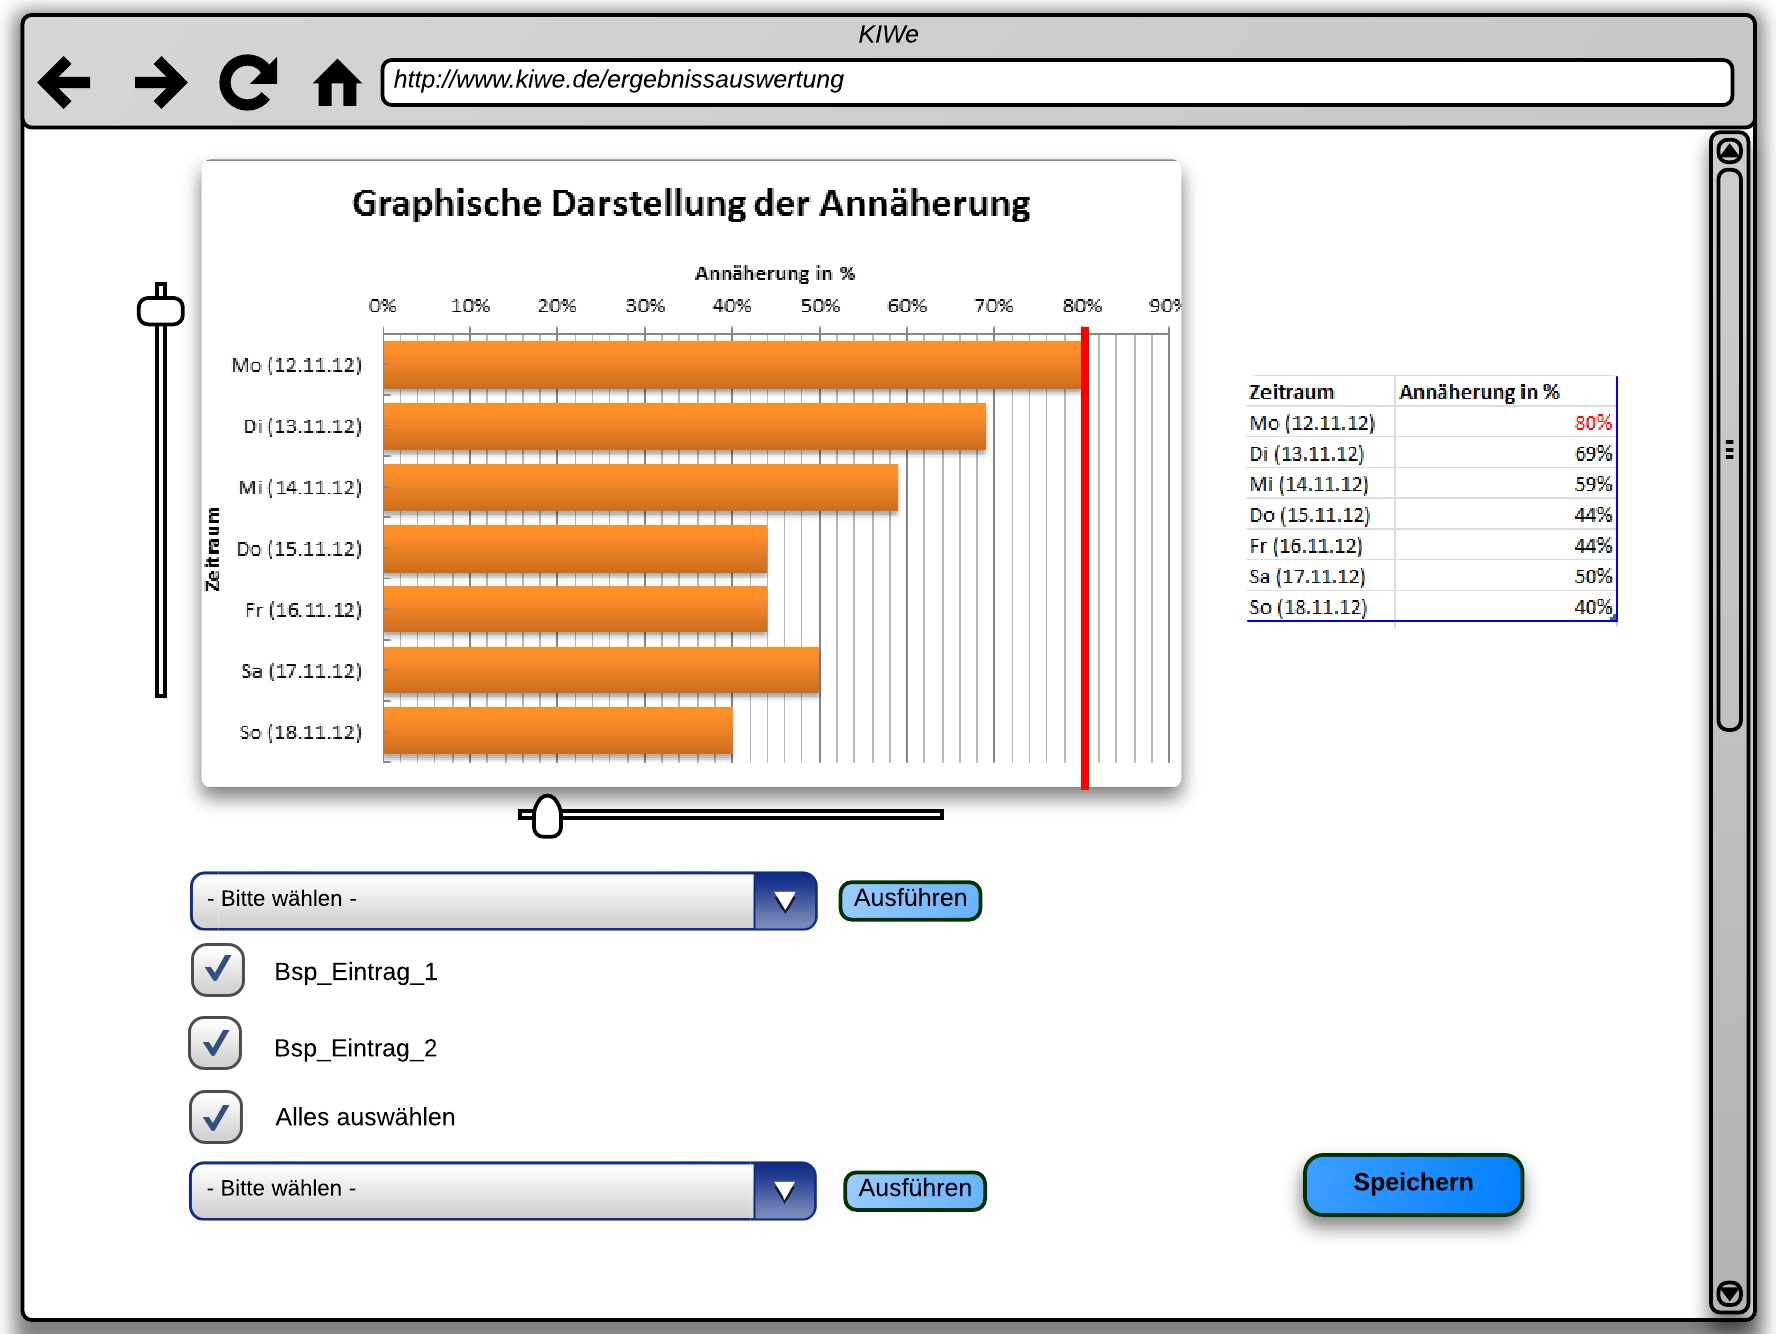 KIWe
http://www.kiwe.de/ergebnissauswertung
Graphische Darstellung der Annäherung
Annäherung in %
0% 10% 20% 30% 40% 50% 60% 70% 80% 90%
Zeitraum
Mo (12.11.12)
Di (13.11.12)
Mi (14.11.12)
Do (15.11.12)
Fr (16.11.12)
Sa (17.11.12)
So (18.11.12)
Zeitraum Annäherung in %
Mo (12.11.12) 80%
Di (13.11.12) 69%
Mi (14.11.12) 59%
Do (15.11.12) 44%
Fr (16.11.12) 44%
Sa (17.11.12) 50%
So (18.11.12) 40%
- Bitte wählen - Ausführen
Bsp_Eintrag_1
Bsp_Eintrag_2
Alles auswählen
- Bitte wählen - Ausführen
Speichern